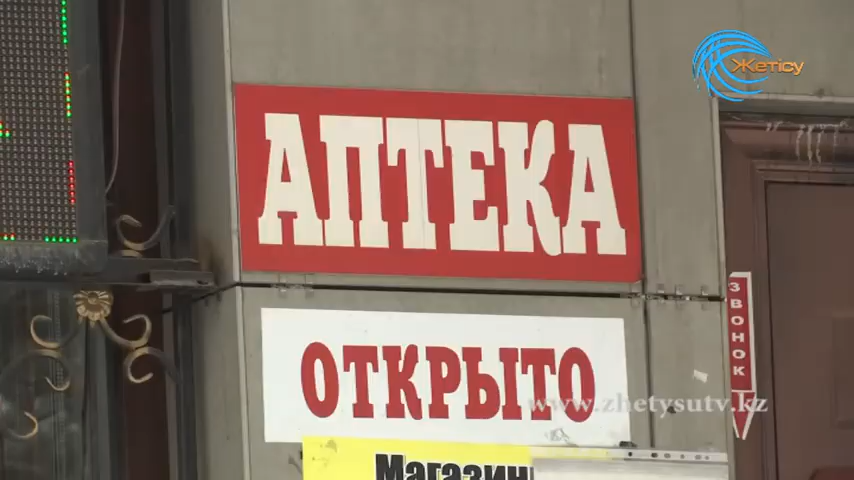 Жетісу
АПТЕКА
ЗВОНОК
ОТКРЫТО
www.zhetysutv.kz
Магазин